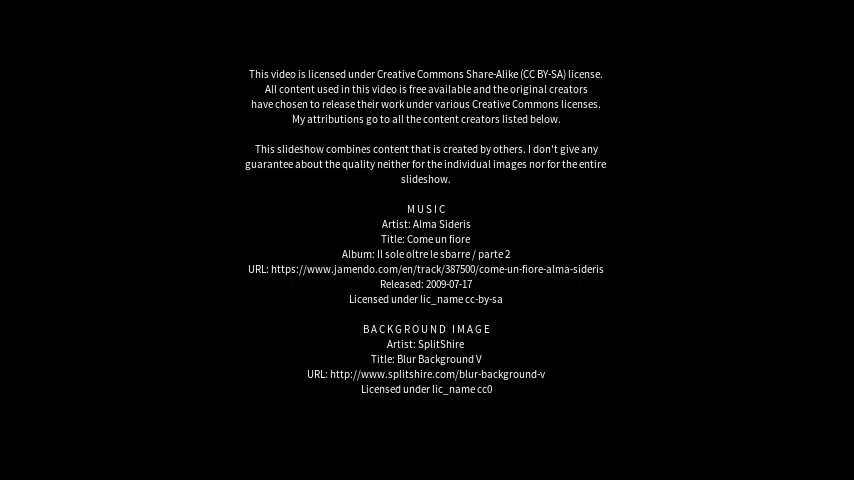 This video is licensed under Creative Commons Share-Alike (CC BY-SA) license.
All content used in this video is free available and the original creators
have chosen to release their work under various Creative Commons licenses.
My attributions go to all the content creators listed below.
This slideshow combines content that is created by others. I don't give any
guarantee about the quality neither for the individual images nor for the entire
slideshow.
MUSIC
Artist: Alma Sideris
Title: Come un fiore
Album: Il sole oltre le sbarre / parte 2
URL: https://www.jamendo.com/en/track/387500/come-un-fiore-alma-sideris
Released: 2009-07-17
Licensed under lic_name cc-by-sa
BACKGROUND IMAGE
Artist: SplitShire
Title: Blur Background V
URL: http://www.splitshire.com/blur-background-v
Licensed under lic_name cc0